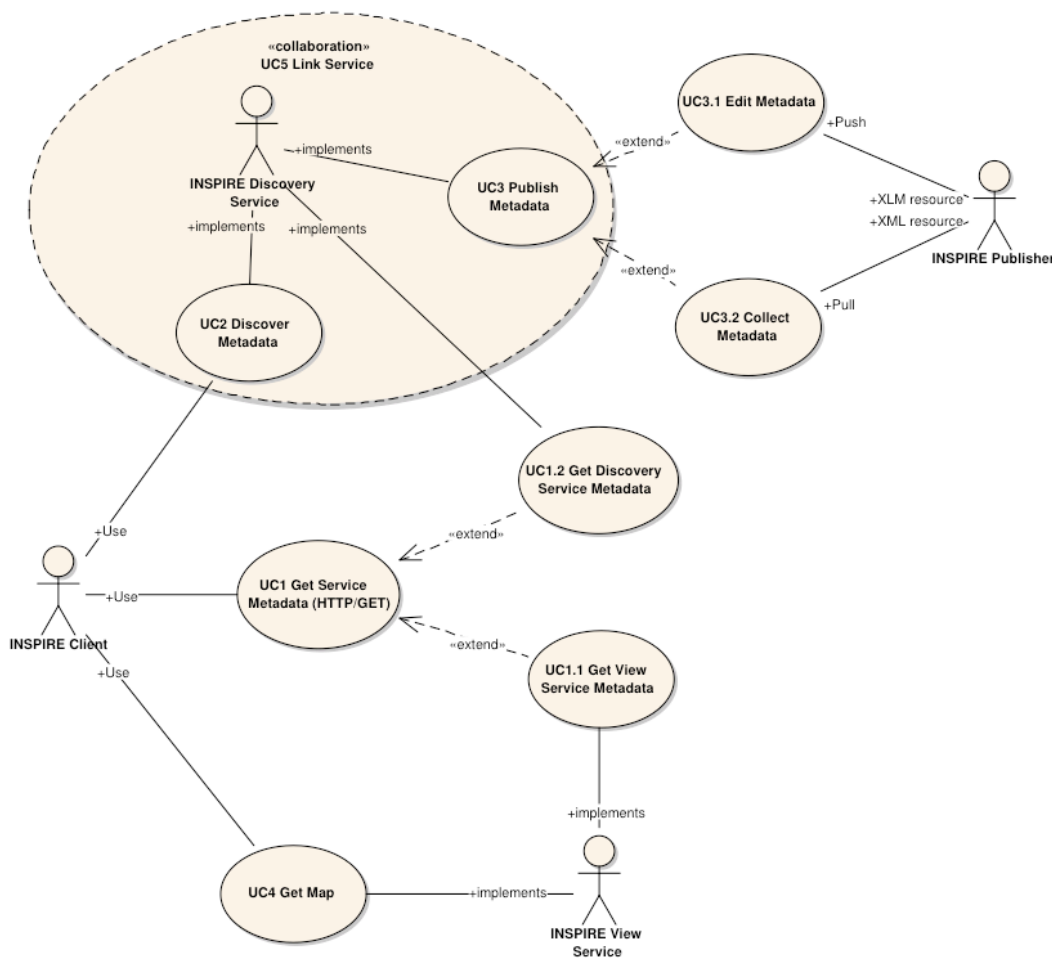 «collaboration»
UC5 Link Service
INSPIRE Discovery
Service
+implements
+implements
+implements
UC3 Publish
Metadata
UC2 Discover
Metadata
UC3.1 Edit Metadata
«extend»
+Push
+XLM resource
+XML resource
INSPIRE Publisher
«extend»
+Pull
UC3.2 Collect
Metadata
UC1.2 Get Discovery
Service Metadata
«extend»
+Use
UC1 Get Service
Metadata (HTTP/GET)
+Use
INSPIRE Client
+Use
«extend»
UC1.1 Get View
Service Metadata
+implements
UC4 Get Map
+implements
INSPIRE View
Service